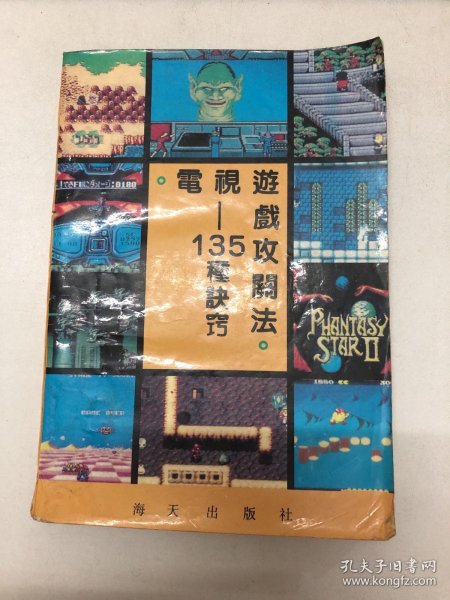 電視遊戲攻關法
—135種訣竅
PHANTASY
STAR II
海天出版社
孔夫子旧书网
www.kongfz.com